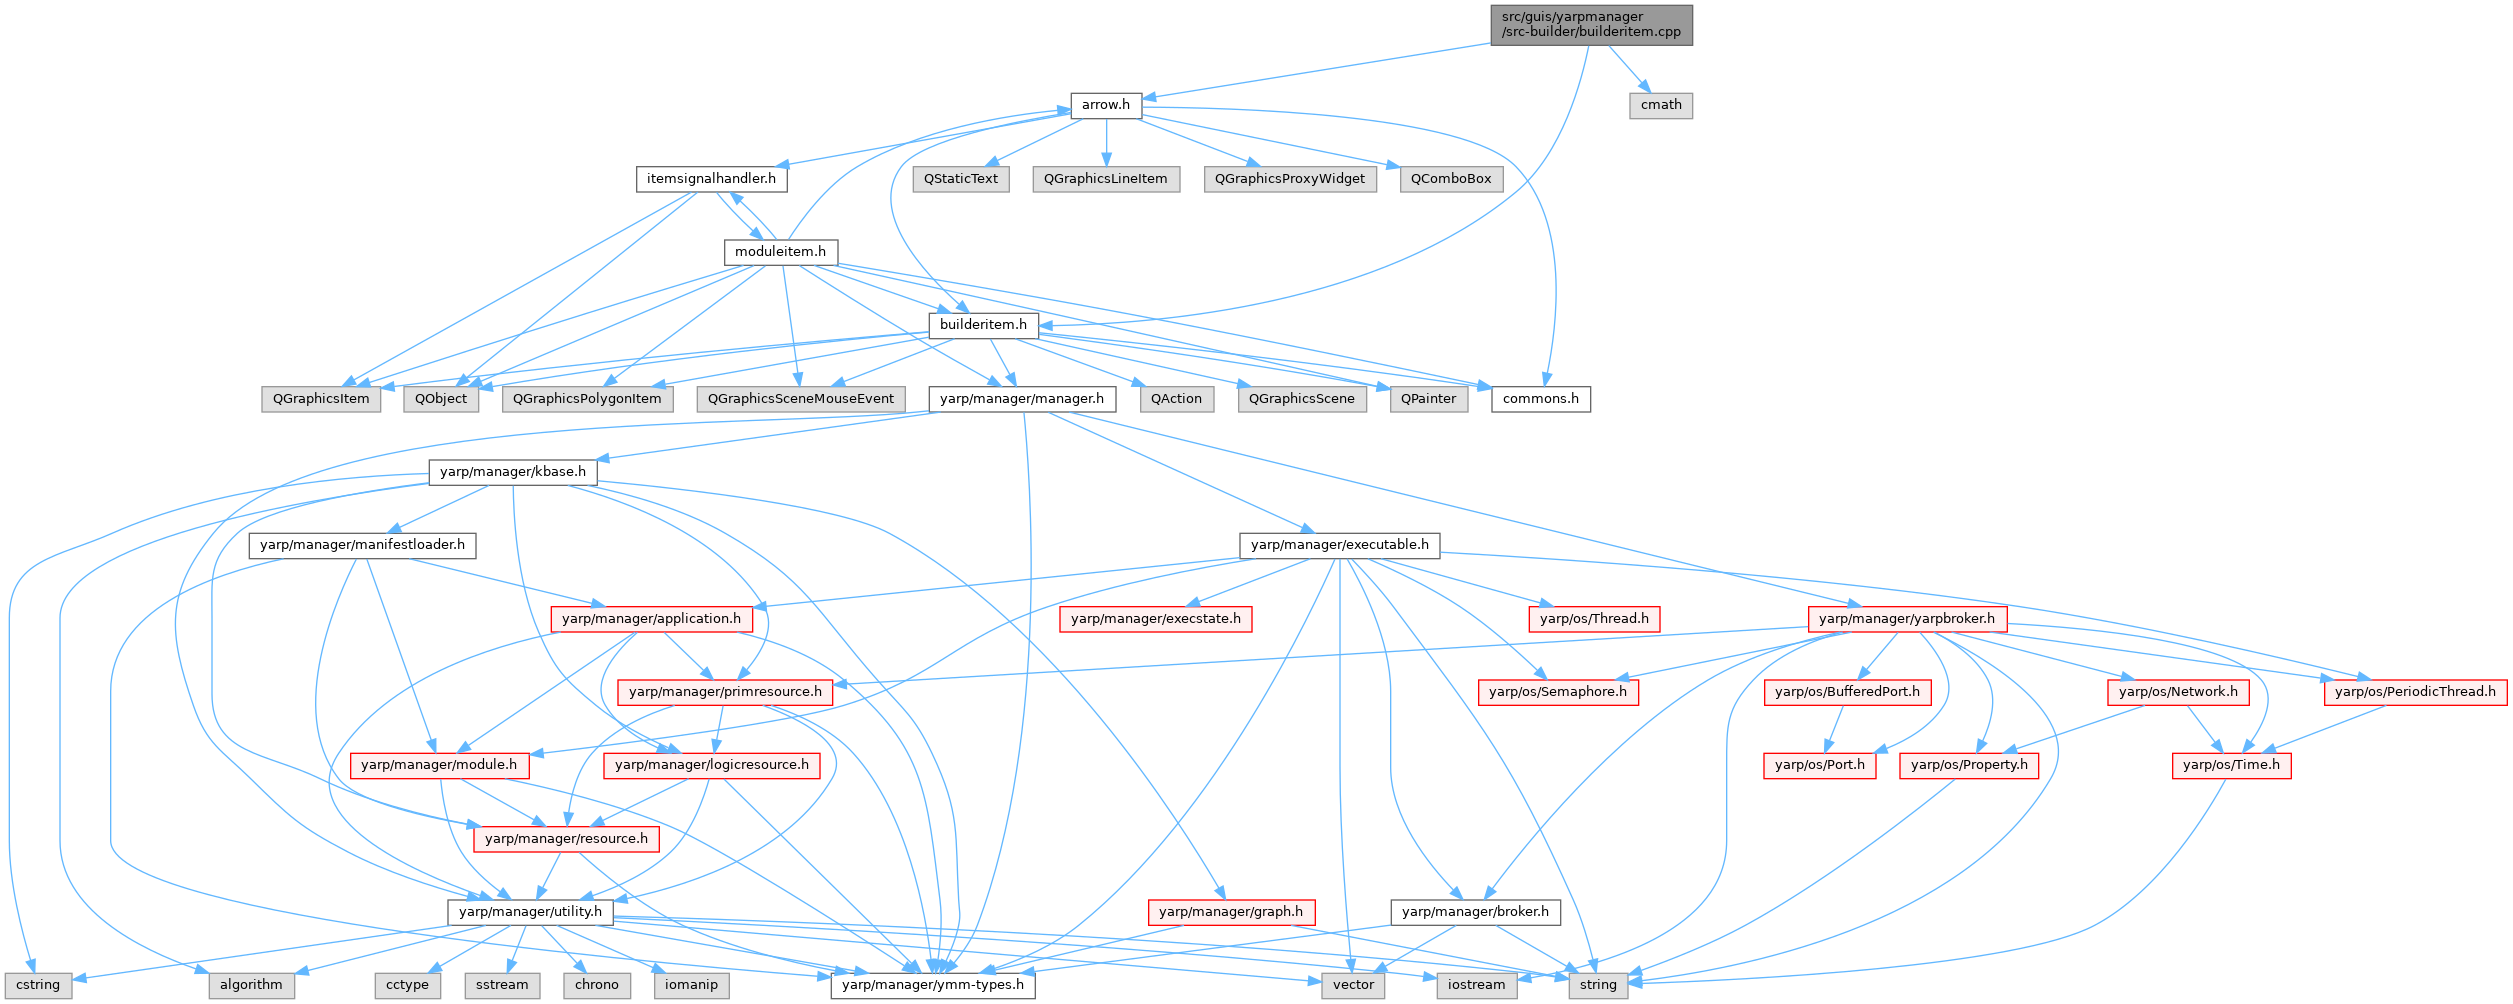 src/guis/yarpmanager
/src-builder/builderitem.cpp
arrow.h
cmath
itemsignalhandler.h
QStaticText
QGraphicsLineItem
QGraphicsProxyWidget
QComboBox
moduleitem.h
builderitem.h
QGraphicsItem
QObject
QGraphicsPolygonItem
QGraphicsSceneMouseEvent
yarp/manager/manager.h
QAction
QGraphicsScene
QPainter
commons.h
yarp/manager/kbase.h
yarp/manager/manifestloader.h
yarp/manager/executable.h
yarp/manager/application.h
yarp/manager/execstate.h
yarp/os/Thread.h
yarp/manager/yarpbroker.h
yarp/manager/primresource.h
yarp/os/Semaphore.h
yarp/os/BufferedPort.h
yarp/os/Network.h
yarp/os/PeriodicThread.h
yarp/manager/module.h
yarp/manager/logicresource.h
yarp/os/Port.h
yarp/os/Property.h
yarp/os/Time.h
yarp/manager/resource.h
yarp/manager/utility.h
yarp/manager/graph.h
yarp/manager/broker.h
cstring
algorithm
cctype
sstream
chrono
iomanip
yarp/manager/ymm-types.h
vector
iostream
string